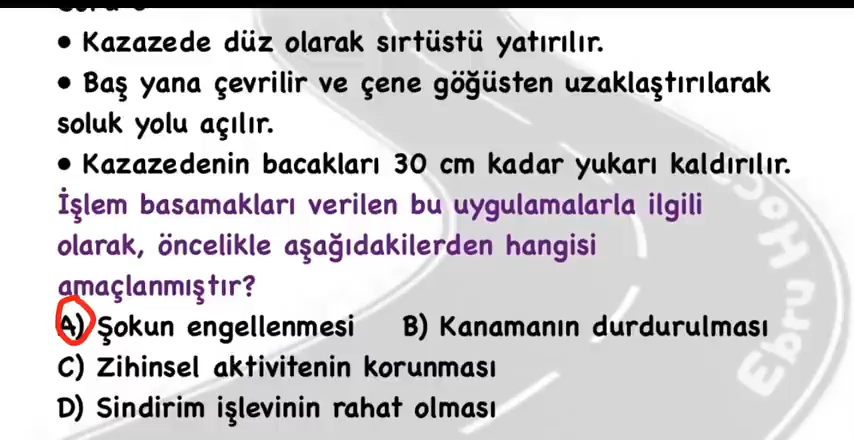 • Kazazede düz olarak sırtüstü yatırılır.
• Baş yana çevrilir ve çene göğüsten uzaklaştırılarak
soluk yolu açılır.
• Kazazedenin bacakları 30 cm kadar yukarı kaldırılır.
İşlem basamakları verilen bu uygulamalarla ilgili
olarak, öncelikle aşağıdakilerden hangisi
amaçlanmıştır?
A) Şokun engellenmesi B) Kanamanın durdurulması
C) Zihinsel aktivitenin korunması
D) Sindirim işlevinin rahat olması
Ebru Hoca